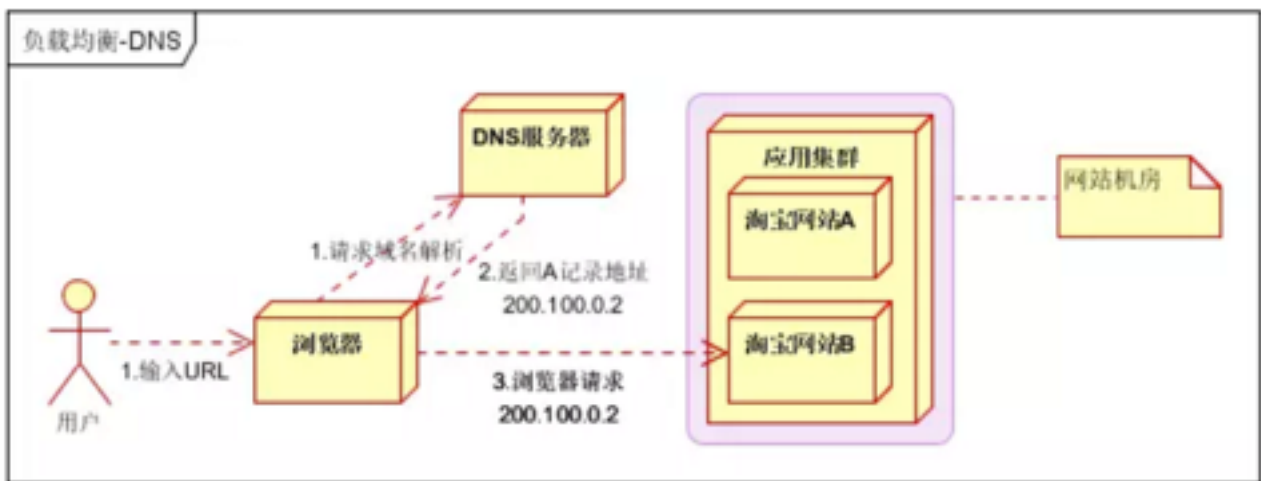 负载均衡-DNS
DNS服务器
应用集群
网站机房
淘宝网站A
1.请求域名解析
2.返回A记录地址
200.100.0.2
浏览器
淘宝网站B
1.输入URL
3.浏览器请求
200.100.0.2
用户